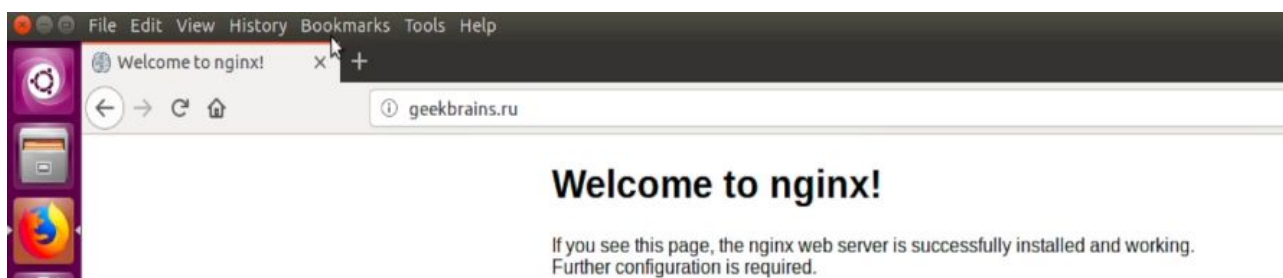 File Edit View History Bookmarks Tools Help
Welcome to nginx!
geekbrains.ru
Welcome to nginx!
If you see this page, the nginx web server is successfully installed and working.
Further configuration is required.